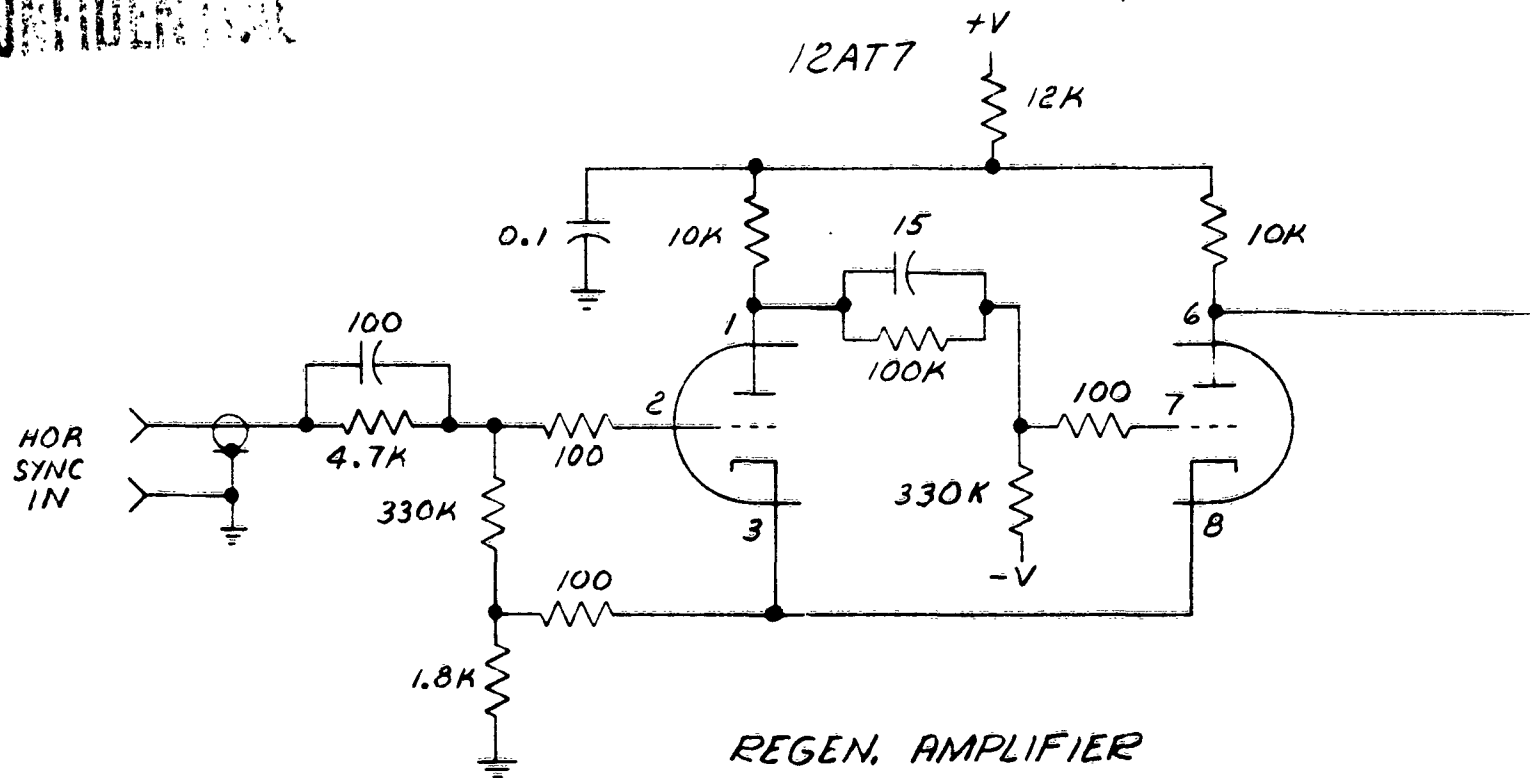 12AT7
+V
12K
0.1
10K
15
10K
100
1
6
100K
2
100
7
HOR
SYNC
IN
4.7K
100
330K
330K
3
8
100
-V
1.8K
REGEN. AMPLIFIER